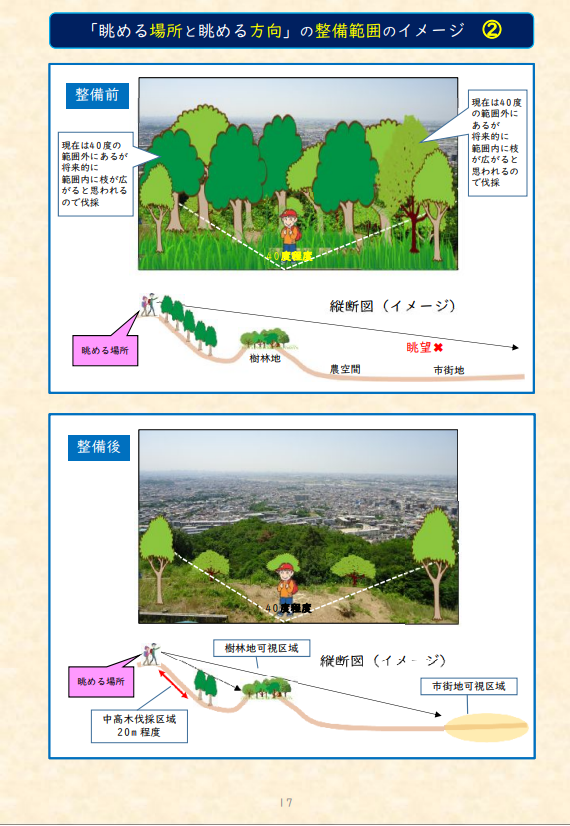 「眺める場所と眺める方向」の整備範囲のイメージ ②
整備前
現在は40度の
範囲外にあるが
将来的に
範囲内に枝が広
がると思われる
ので伐採
現在は40度
の範囲外に
あるが
将来的に
範囲内に枝
が広がると
思われるの
で伐採
40度程度
縦断図（イメージ）
眺める場所
樹林地
眺望✖
農空間
市街地
整備後
40度程度
樹林地可視区域
縦断図（イメージ）
眺める場所
市街地可視区域
中高木伐採区域
20m程度
17